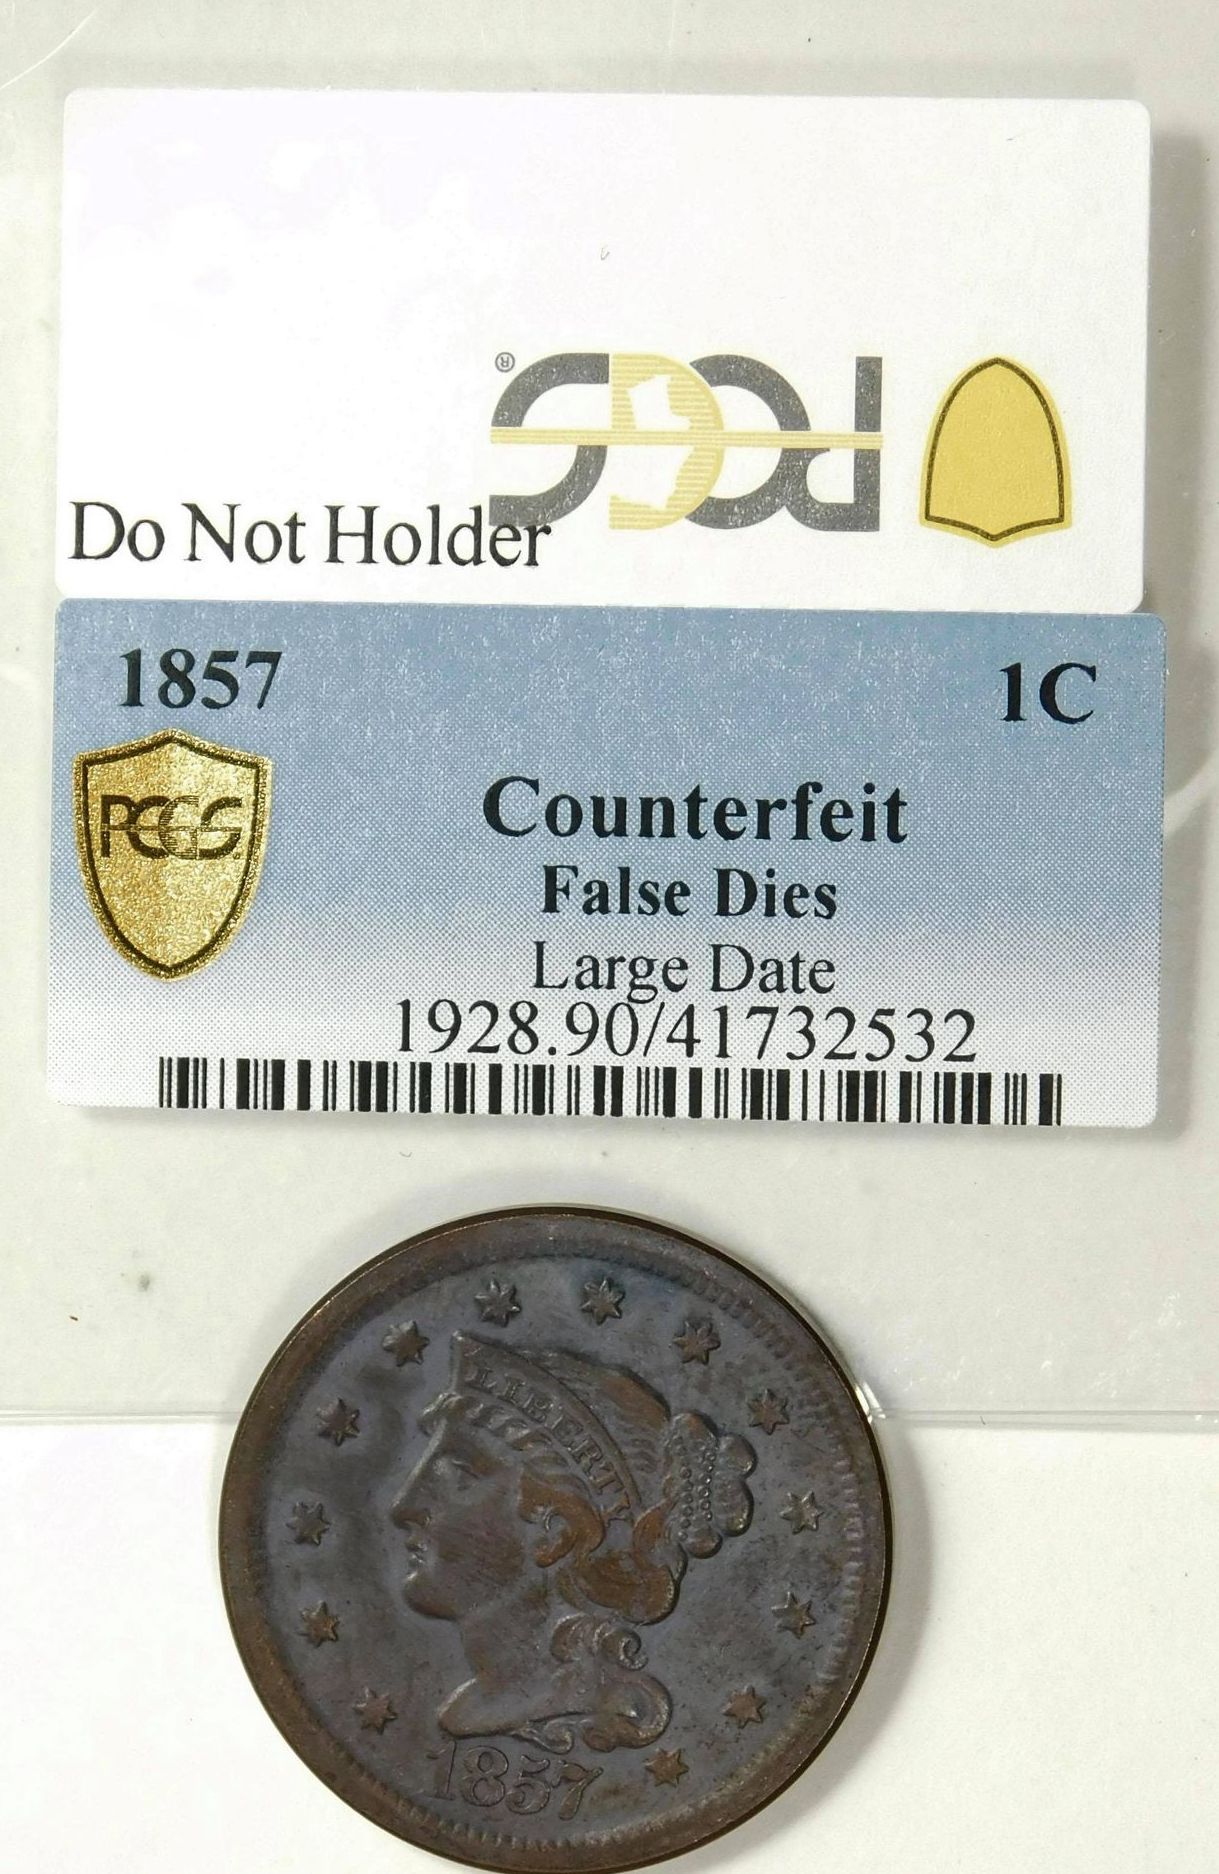 PCGS®
Do Not Holder
1857 1C
PCGS
Counterfeit
False Dies
Large Date
1928.90/41732532
LIBERTY
1857